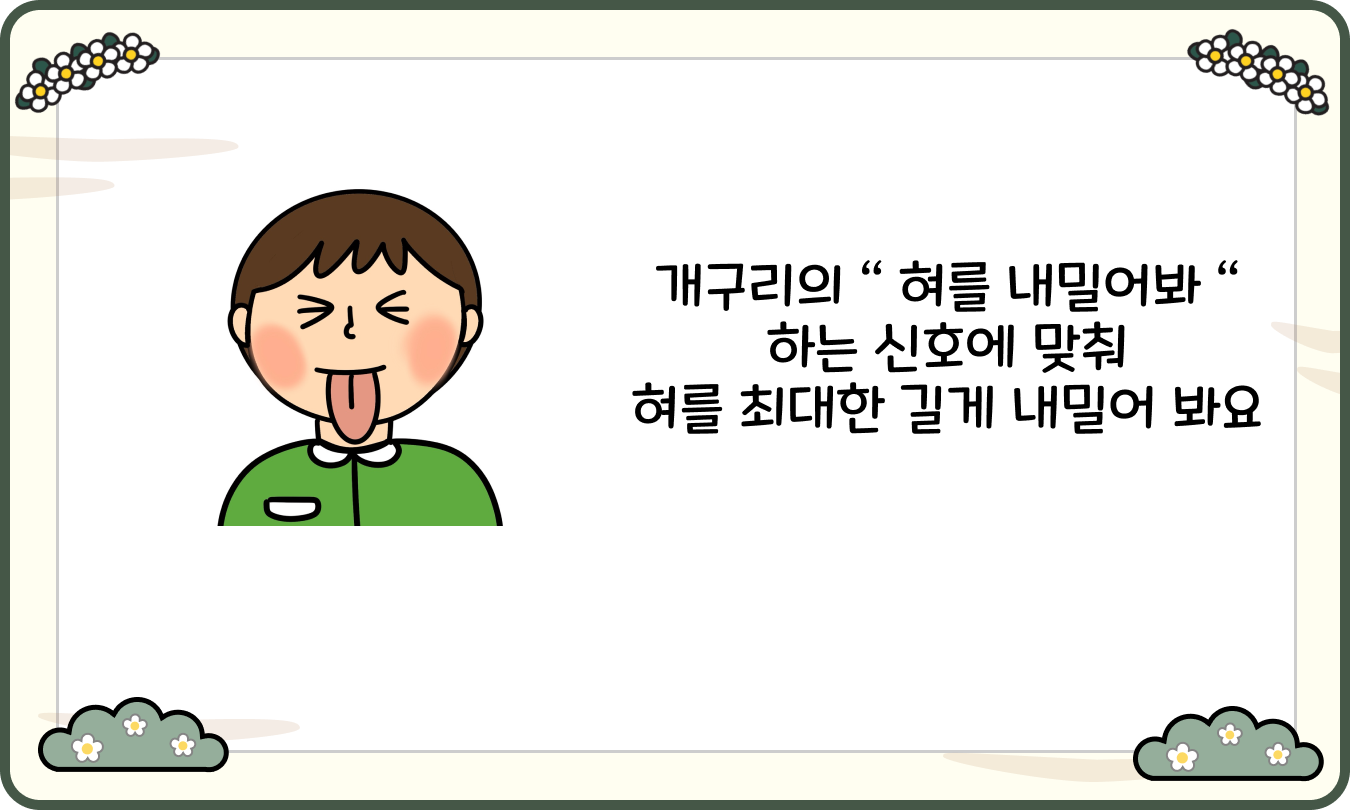 개구리의 “ 혀를 내밀어봐 “
하는 신호에 맞춰
혀를 최대한 길게 내밀어 봐요